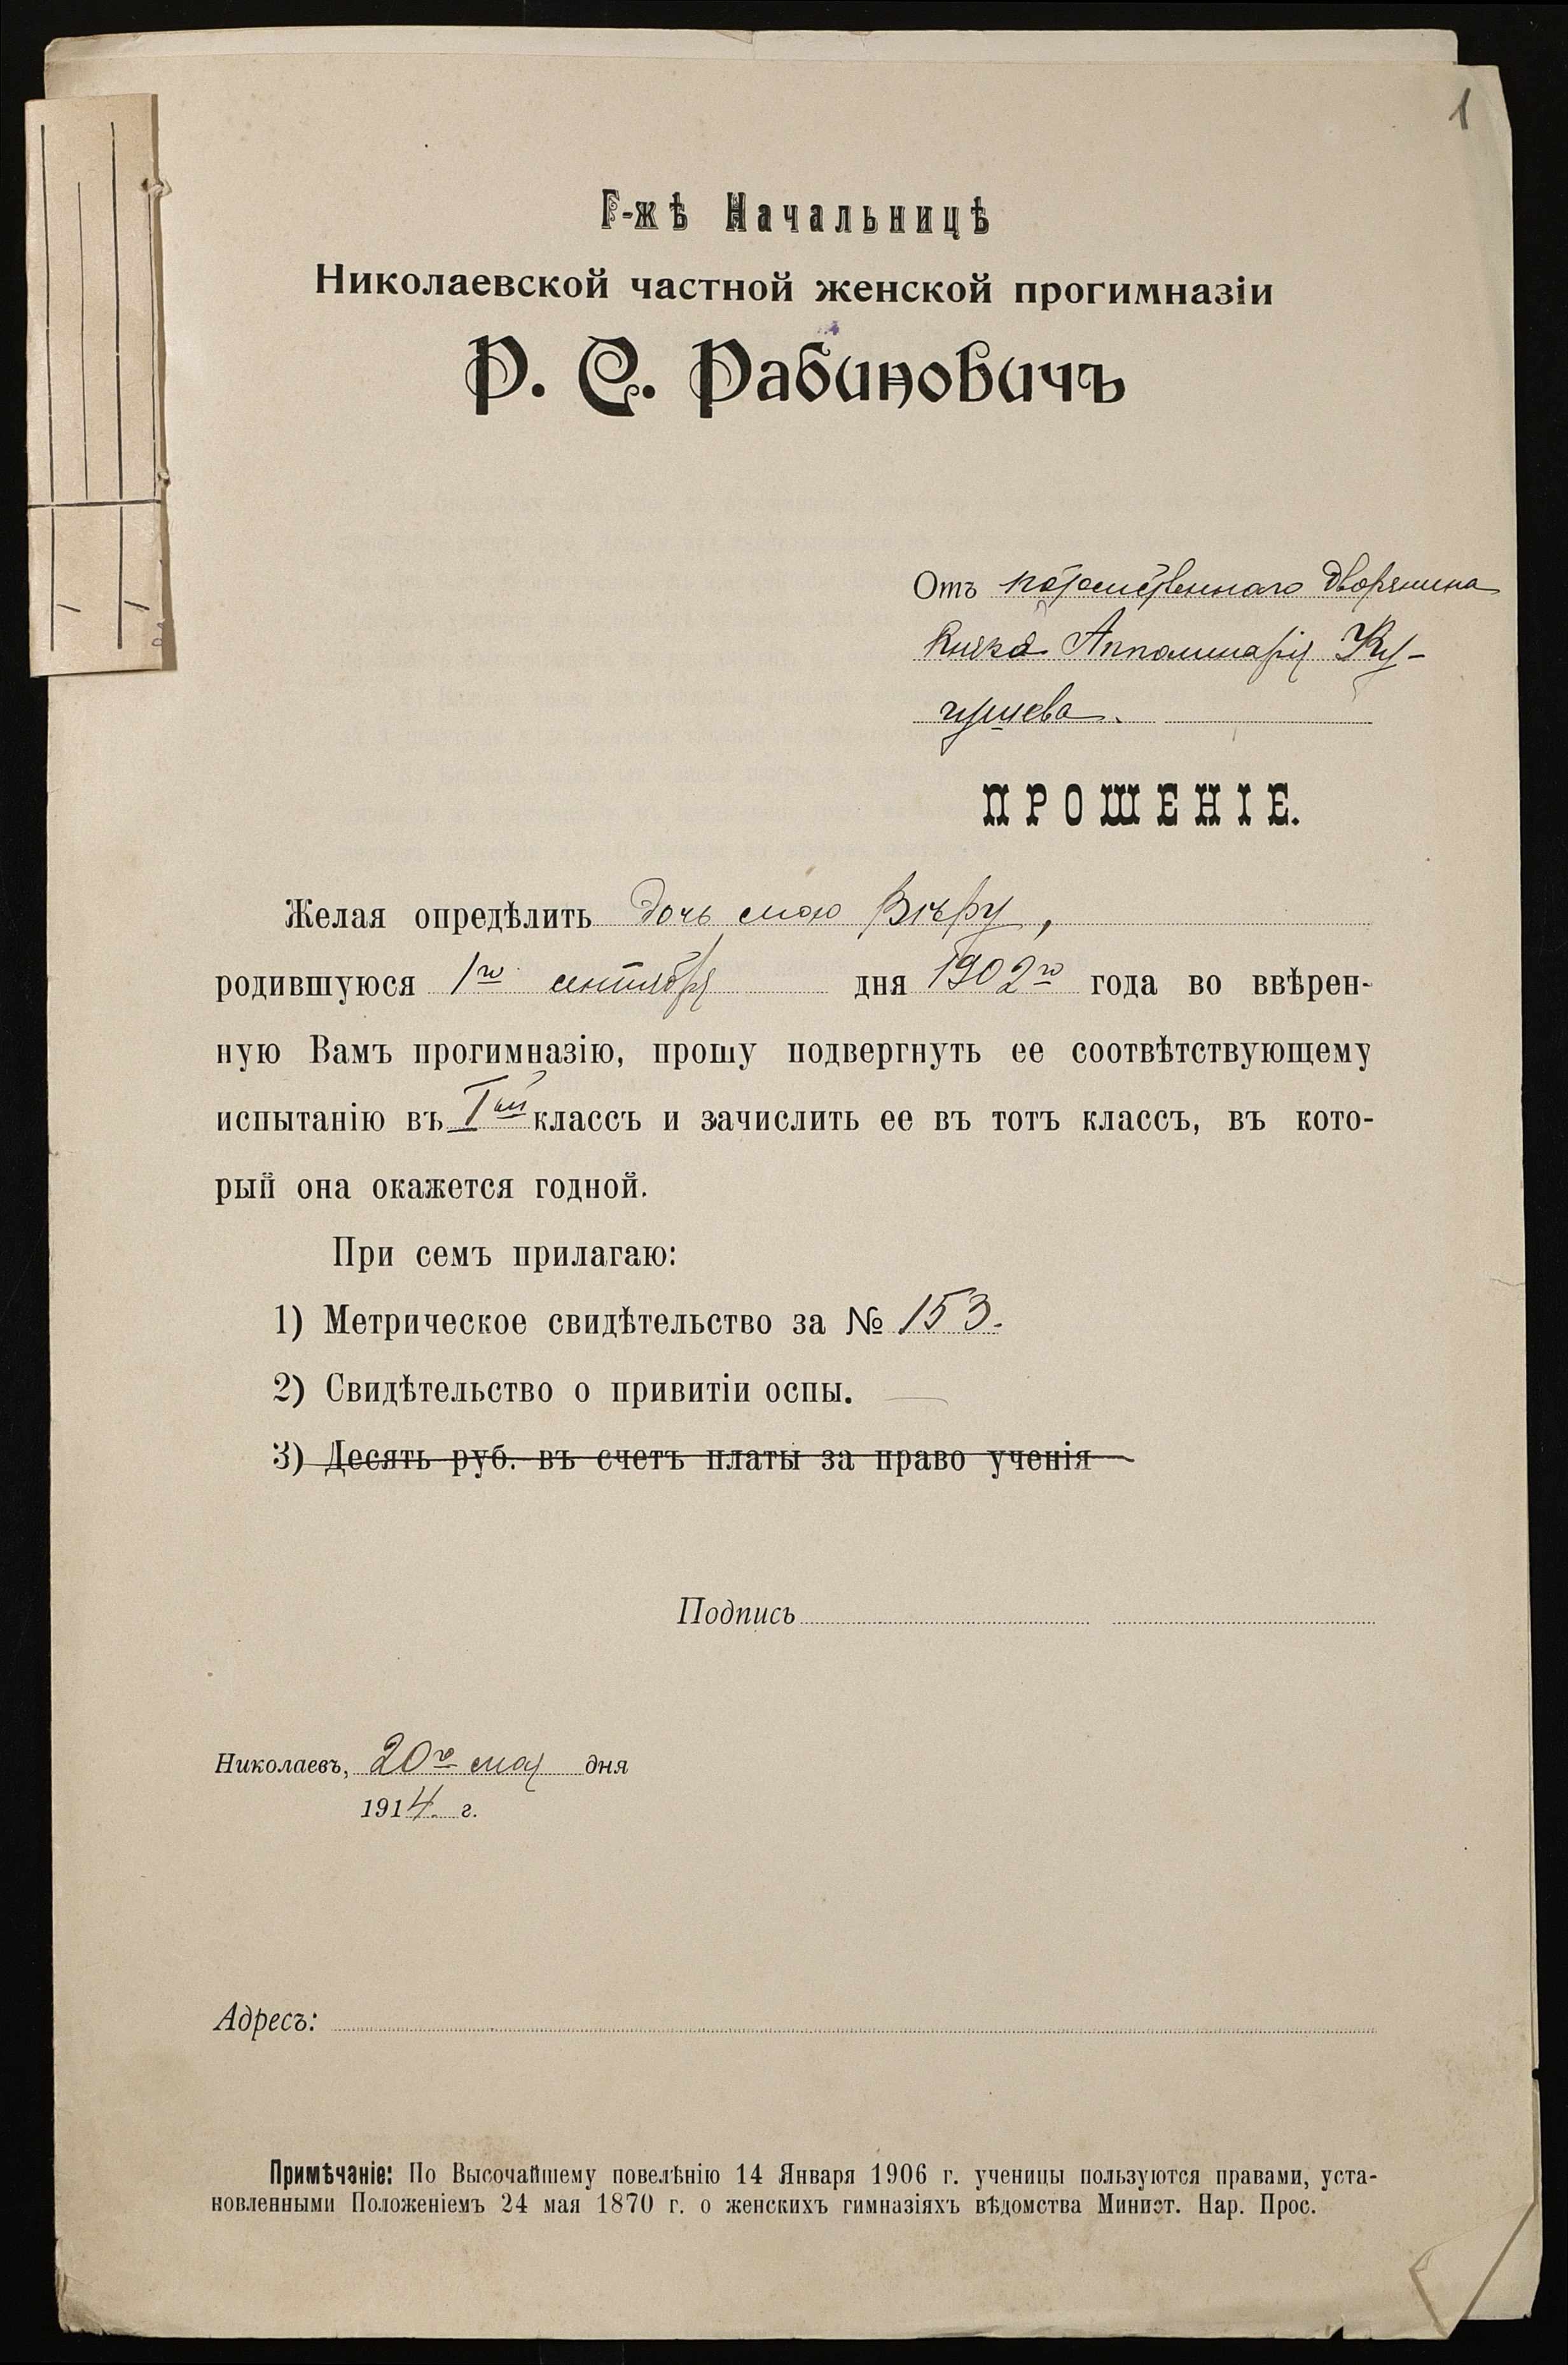 1
Г-жѣ Начальницѣ
Николаевской частной женской прогимназіи
Р. С. Рабиновичъ
Отъ потомственнаго дворянина
Князя Апполинарія Ку-
гушева.
ПРОШЕНІЕ.
Желая опредѣлить дочь мою Вѣру,
родившуюся 1го сентября дня 1902го года во ввѣрен-
ную Вамъ прогимназію, прошу подвергнуть ее соотвѣтствующему
испытанію въ Iый классъ и зачислить ее въ тотъ классъ, въ кото-
рый она окажется годной.
При семъ прилагаю:
1) Метрическое свидѣтельство за № 153.
2) Свидѣтельство о привитіи оспы. —
3) Десять руб. въ счетъ платы за право ученія
Подпись
Николаевъ, 20го мая дня
1914 г.
Адресъ:
Примѣчаніе: По Высочайшему повелѣнію 14 Января 1906 г. ученицы пользуются правами, уста-
новленными Положеніемъ 24 мая 1870 г. о женскихъ гимназіяхъ вѣдомства Минист. Нар. Прос.